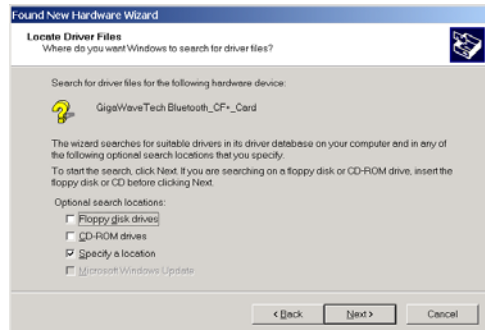 Found New Hardware Wizard
Locate Driver Files
Where do you want Windows to search for driver files?
Search for driver files for the following hardware device:
GigaWaveTech Bluetooth_CF+_Card
The wizard searches for suitable drivers in its driver database on your computer and in any of
the following optional search locations that you specify.
To start the search, click Next. If you are searching on a floppy disk or CD-ROM drive, insert the
floppy disk or CD before clicking Next.
Optional search locations:
Floppy disk drives
CD-ROM drives
Specify a location
Microsoft Windows Update
< Back Next > Cancel